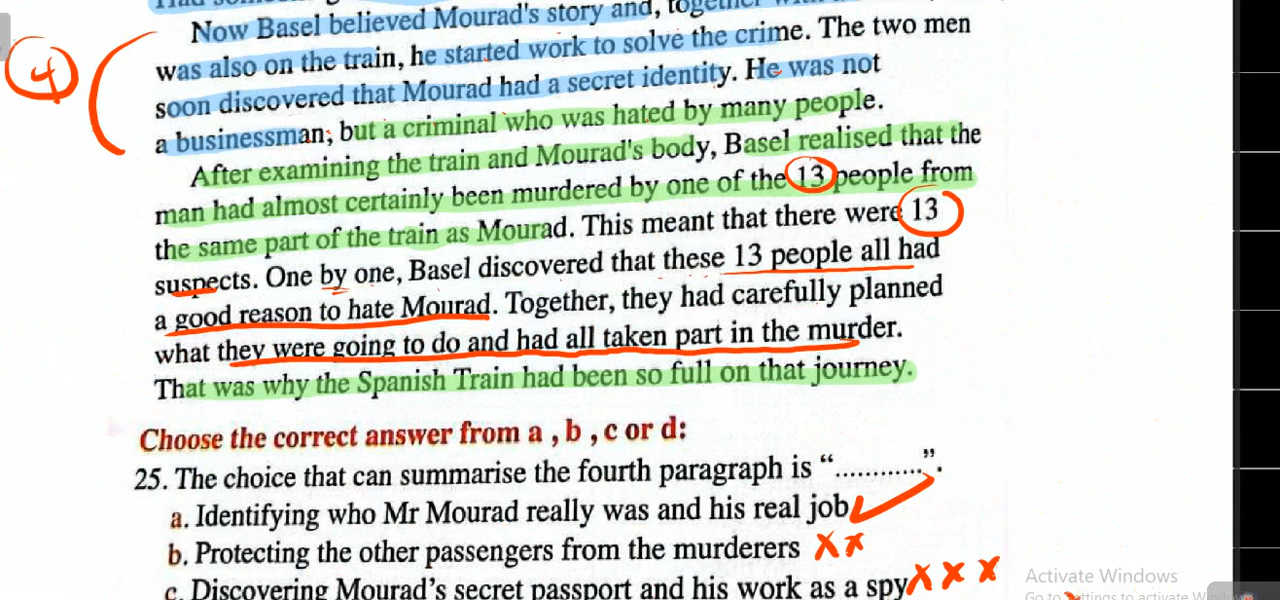 Now Basel believed Mourad's story and, together
was also on the train, he started work to solve the crime. The two men
soon discovered that Mourad had a secret identity. He was not
a businessman; but a criminal who was hated by many people.
After examining the train and Mourad's body, Basel realised that the
man had almost certainly been murdered by one of the 13 people from
the same part of the train as Mourad. This meant that there were 13
suspects. One by one, Basel discovered that these 13 people all had
a good reason to hate Mourad. Together, they had carefully planned
what they were going to do and had all taken part in the murder.
That was why the Spanish Train had been so full on that journey.
4
Choose the correct answer from a , b , c or d:
25. The choice that can summarise the fourth paragraph is “............”.
a. Identifying who Mr Mourad really was and his real job
b. Protecting the other passengers from the murderers
c. Discovering Mourad's secret passport and his work as a spy
Activate Windows
Go to Settings to activate Windows